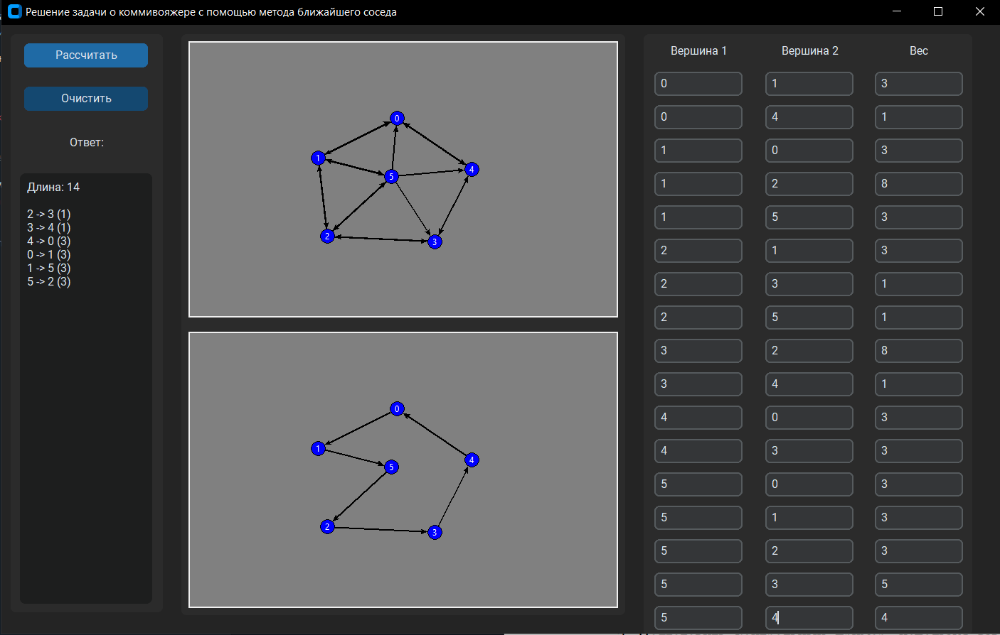 Решение задачи о коммивояжере с помощью метода ближайшего соседа
Рассчитать
Очистить
Ответ:
Длина: 14
2 -> 3 (1)
3 -> 4 (1)
4 -> 0 (3)
0 -> 1 (3)
1 -> 5 (3)
5 -> 2 (3)
0
1
5
4
2
3
0
1
5
4
2
3
Вершина 1 Вершина 2 Вес
0 1 3
0 4 1
1 0 3
1 2 8
1 5 3
2 1 3
2 3 1
2 5 1
3 2 8
3 4 1
4 0 3
4 3 3
5 0 3
5 1 3
5 2 3
5 3 5
5 4 4